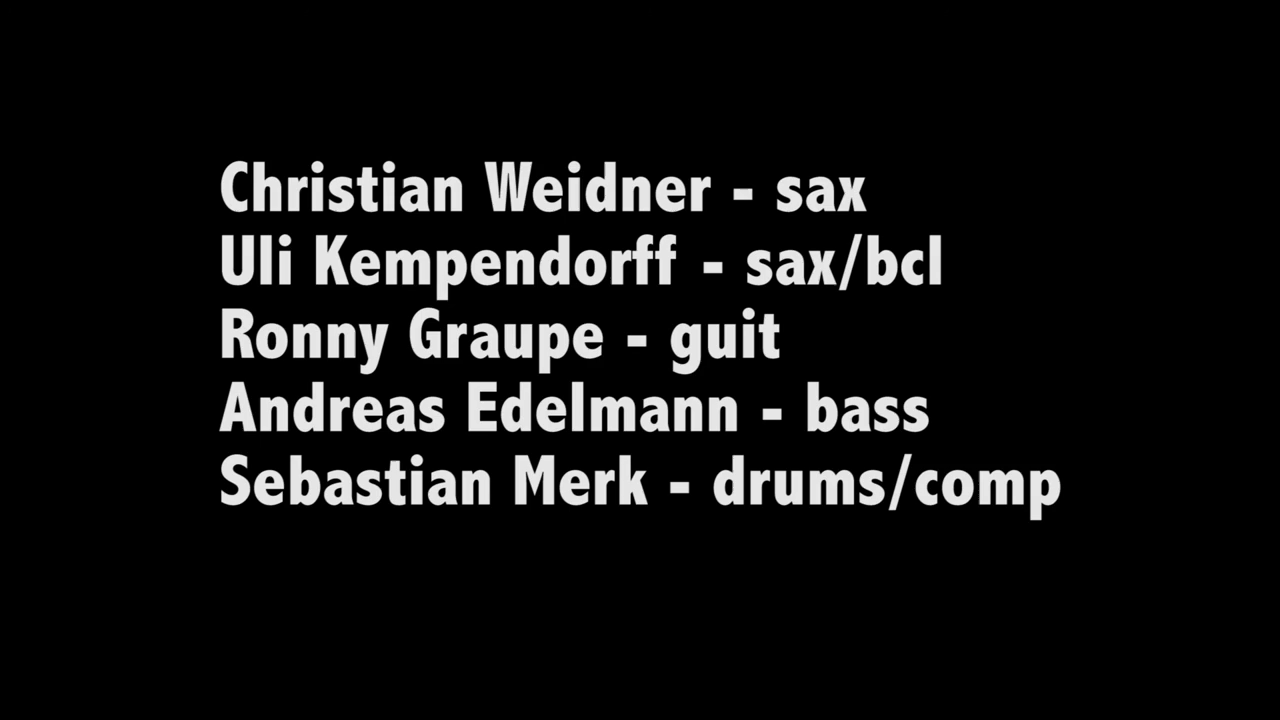 Christian Weidner - sax
Uli Kempendorff - sax/bcl
Ronny Graupe - guit
Andreas Edelmann - bass
Sebastian Merk - drums/comp